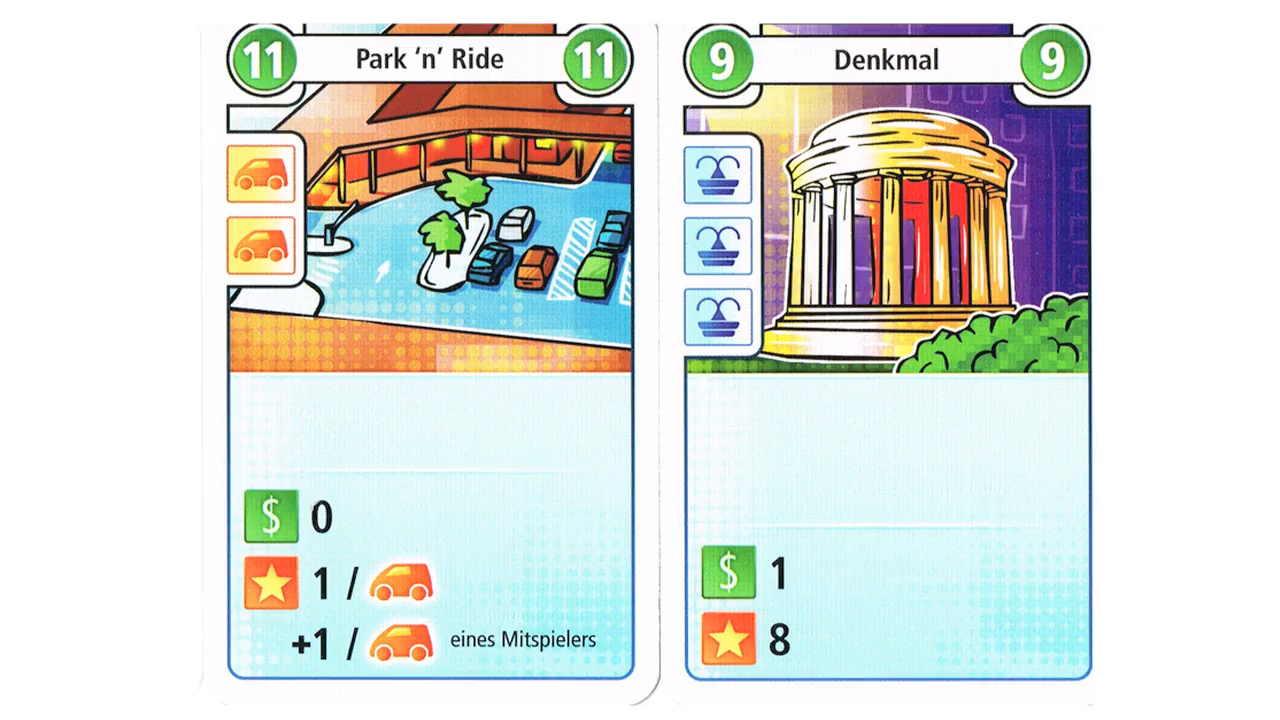 11 Park ‘n’ Ride 11
$ 0
1 /
+1 / eines Mitspielers
9 Denkmal 9
$ 1
8